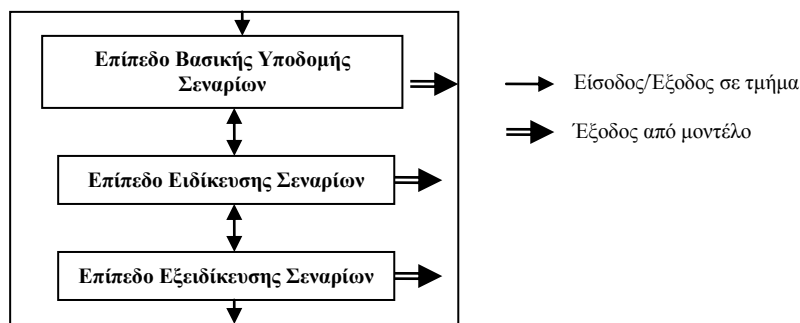 Επίπεδο Βασικής Υποδομής
Σεναρίων
Επίπεδο Ειδίκευσης Σεναρίων
Επίπεδο Εξειδίκευσης Σεναρίων
Είσοδος/Έξοδος σε τμήμα
Έξοδος από μοντέλο